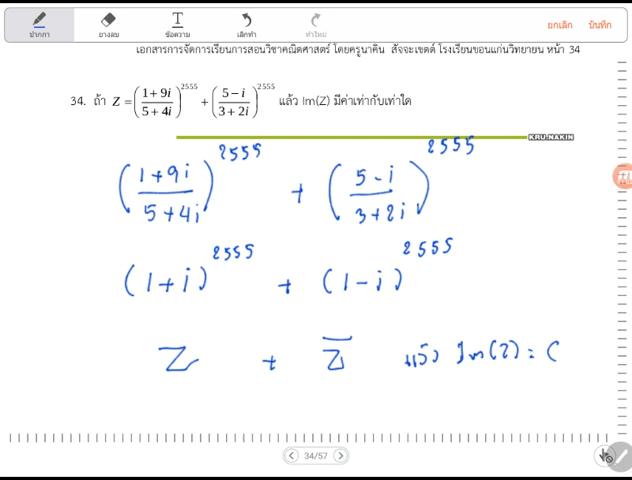 ยกเลิก บันทึก
ปากกา ยางลบ ข้อความ เลิกทำ ทำใหม่
เอกสารการจัดการเรียนการสอนวิชาคณิตศาสตร์ โดยครูนาคิน สัจจะเขตต์ โรงเรียนขอนแก่นวิทยายน หน้า 34
34. ถ้า Z = ((1+9i)/(5+4i))^2555 + ((5−i)/(3+2i))^2555 แล้ว Im(Z) มีค่าเท่ากับเท่าใด
KRU.NAKIN
((1+9i)/(5+4i))^2555 + ((5-i)/(3+2i))^2555
(1+i)^2555 + (1-i)^2555
Z + Z̅ แล้ว Im(Z) = 
34/57